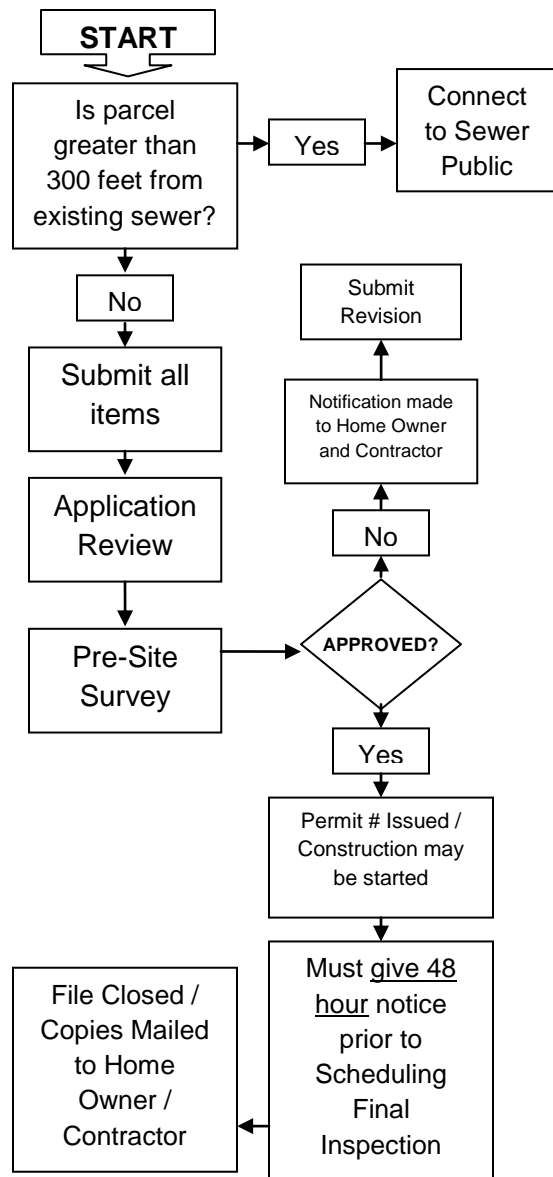 START
Is parcel
greater than
300 feet from
existing sewer?
Yes
Connect
to Sewer
Public
No
Submit all
items
Application
Review
Pre-Site
Survey
APPROVED?
No
Notification made
to Home Owner
and Contractor
Submit
Revision
Yes
Permit # Issued /
Construction may
be started
Must give 48
hour notice
prior to
Scheduling
Final
Inspection
File Closed /
Copies Mailed
to Home
Owner /
Contractor